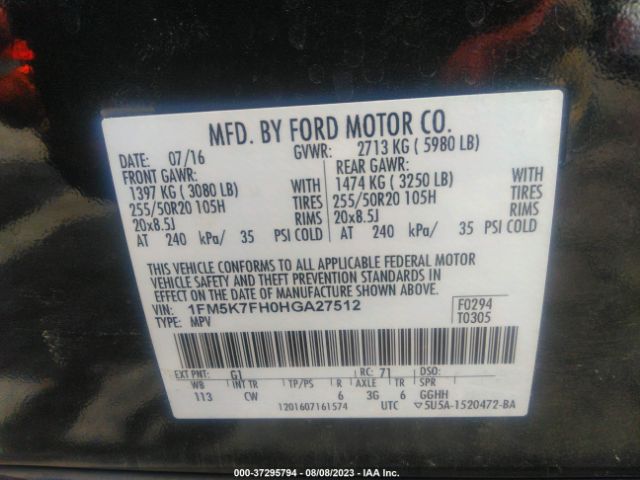 MFD. BY FORD MOTOR CO.
DATE: 07/16 GVWR: 2713 KG ( 5980 LB)
FRONT GAWR: REAR GAWR:
1397 KG ( 3080 LB) WITH 1474 KG ( 3250 LB) WITH
255/50R20 105H TIRES 255/50R20 105H TIRES
20x8.5J RIMS 20x8.5J RIMS
AT 240 kPa/ 35 PSI COLD AT 240 kPa/ 35 PSI COLD
THIS VEHICLE CONFORMS TO ALL APPLICABLE FEDERAL MOTOR
VEHICLE SAFETY AND THEFT PREVENTION STANDARDS IN
EFFECT ON THE DATE OF MANUFACTURE SHOWN ABOVE.
VIN: 1FM5K7FH0HGA27512 F0294
TYPE: MPV T0305
EXT PNT: G1 RC: 71 DSO:
WB INT TR TP/PS R AXLE TR SPR
113 CW 6 3G 6 GGHH
1201607161574 UTC ▽5U5A-1520472-BA
000-37295794 - 08/08/2023 - IAA Inc.